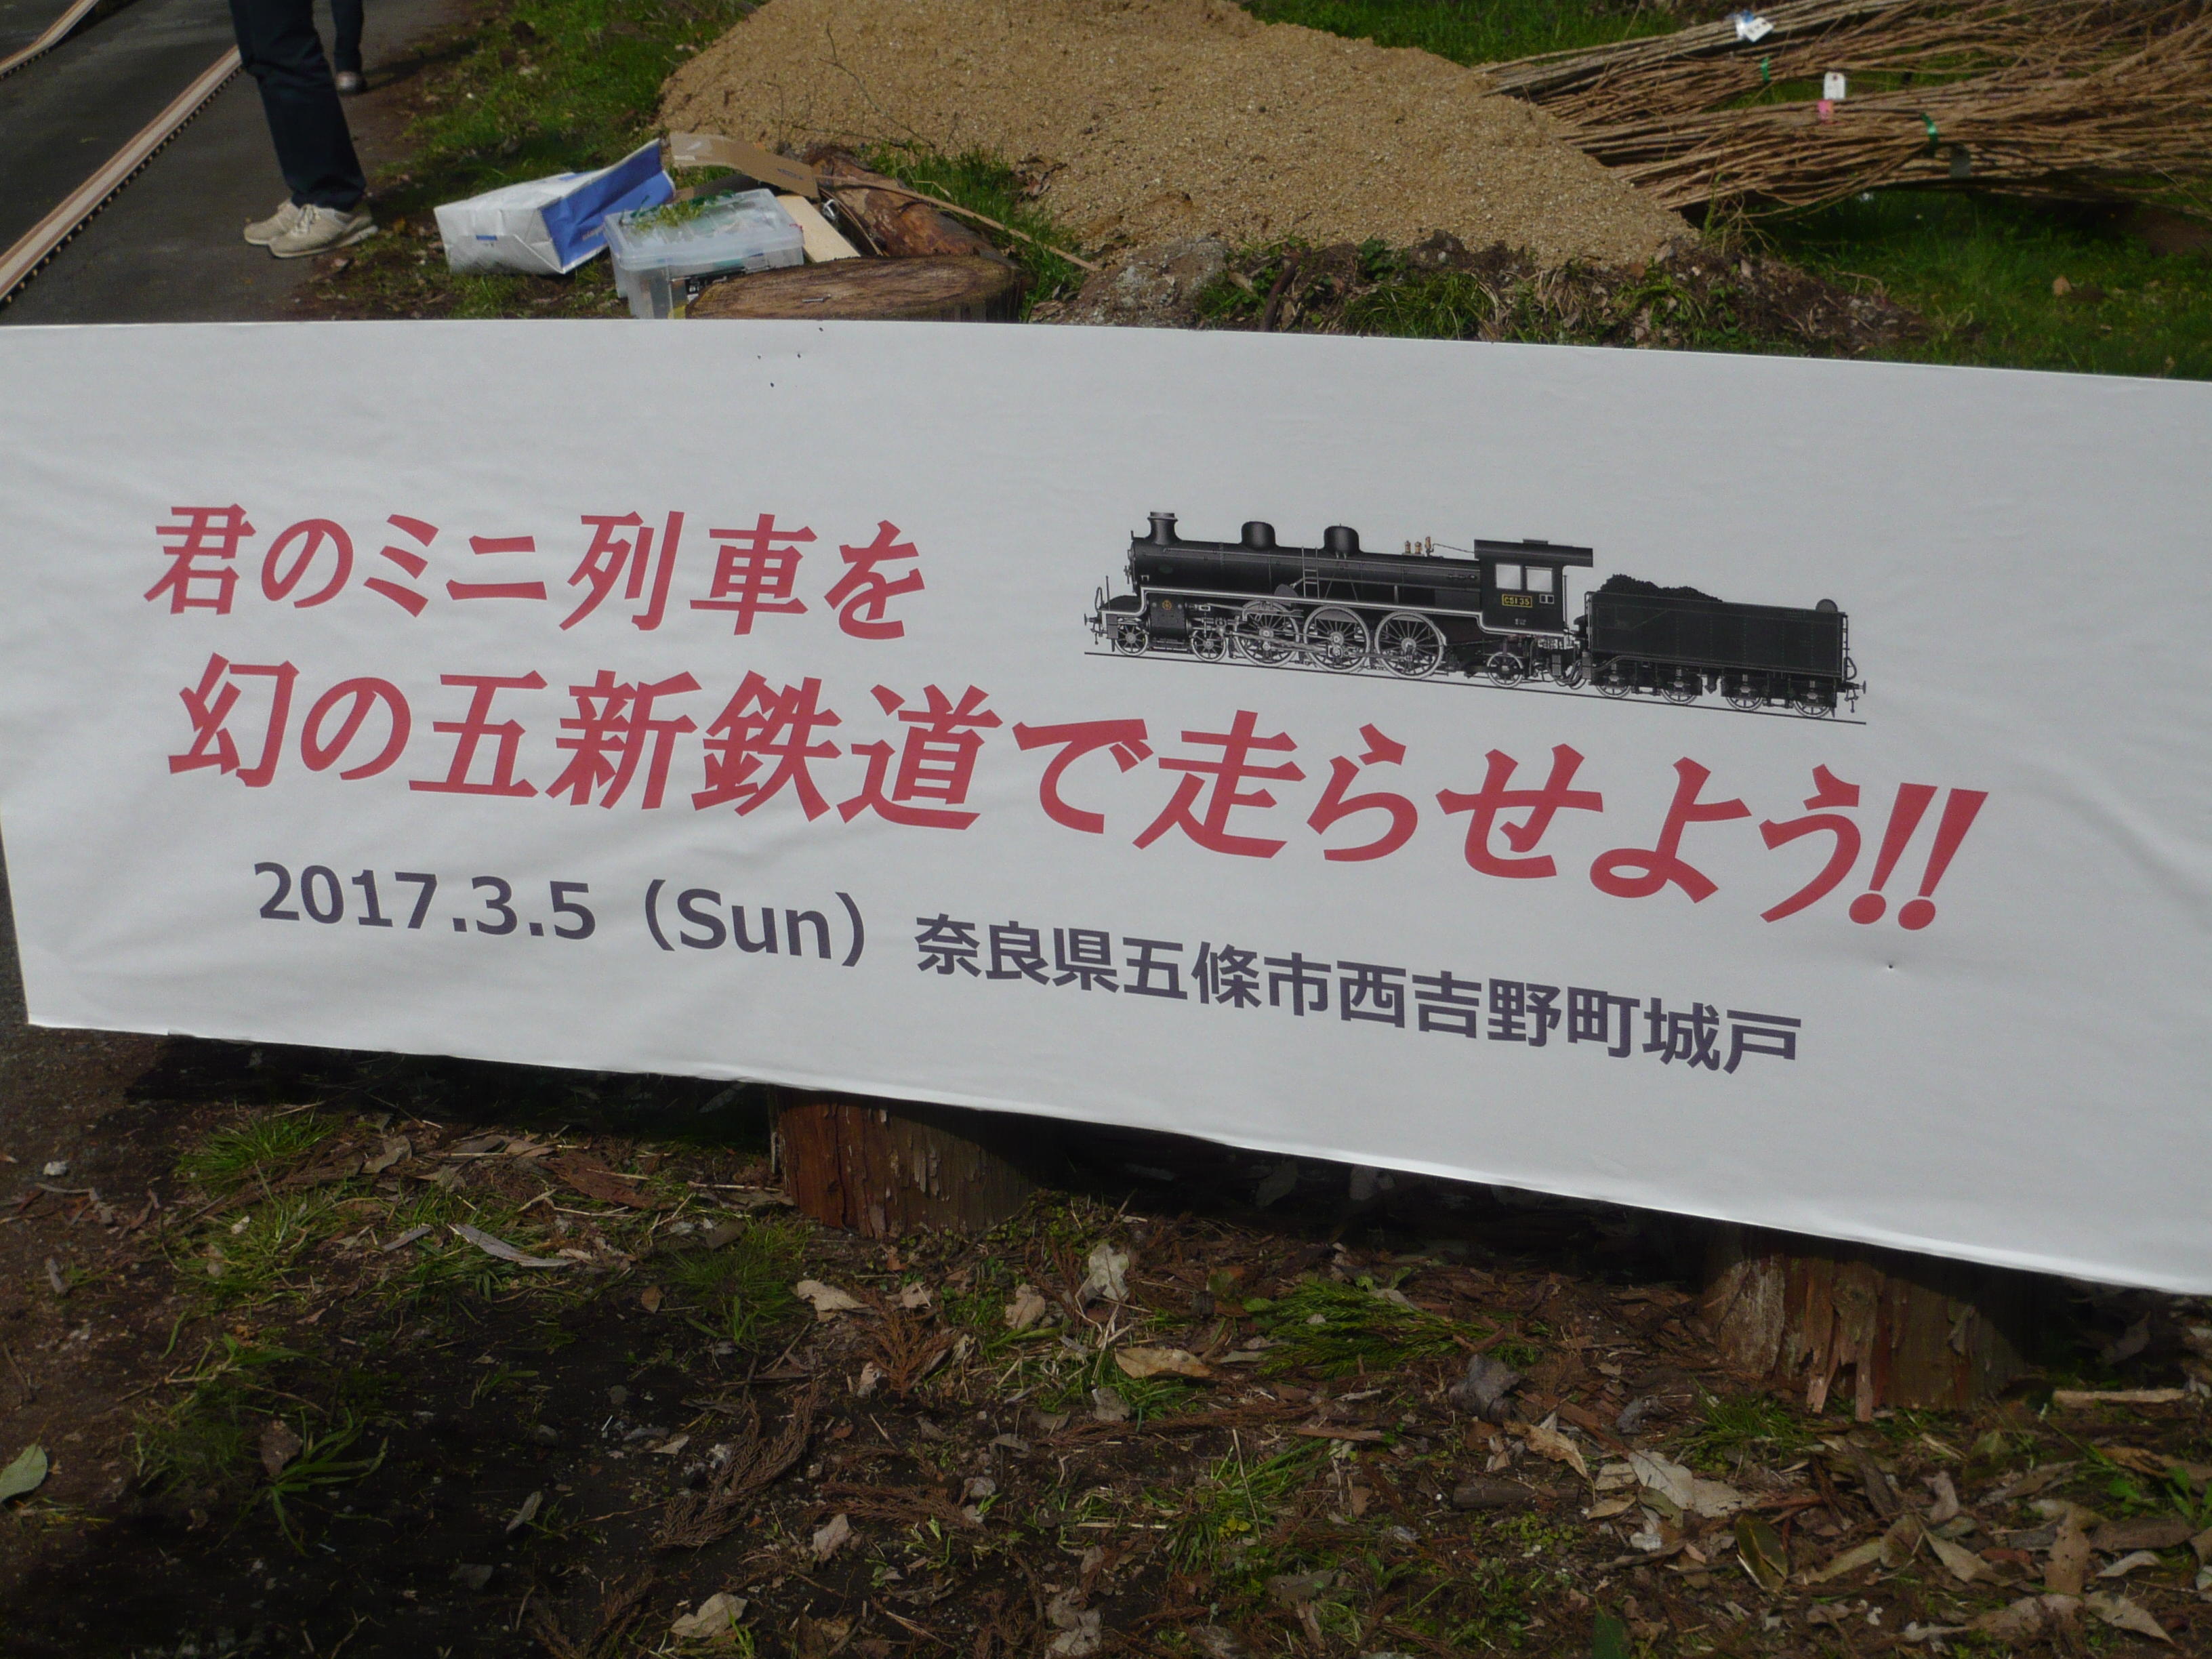 君のミニ列車を
幻の五新鉄道で走らせよう!!
2017.3.5（Sun）奈良県五條市西吉野町城戸